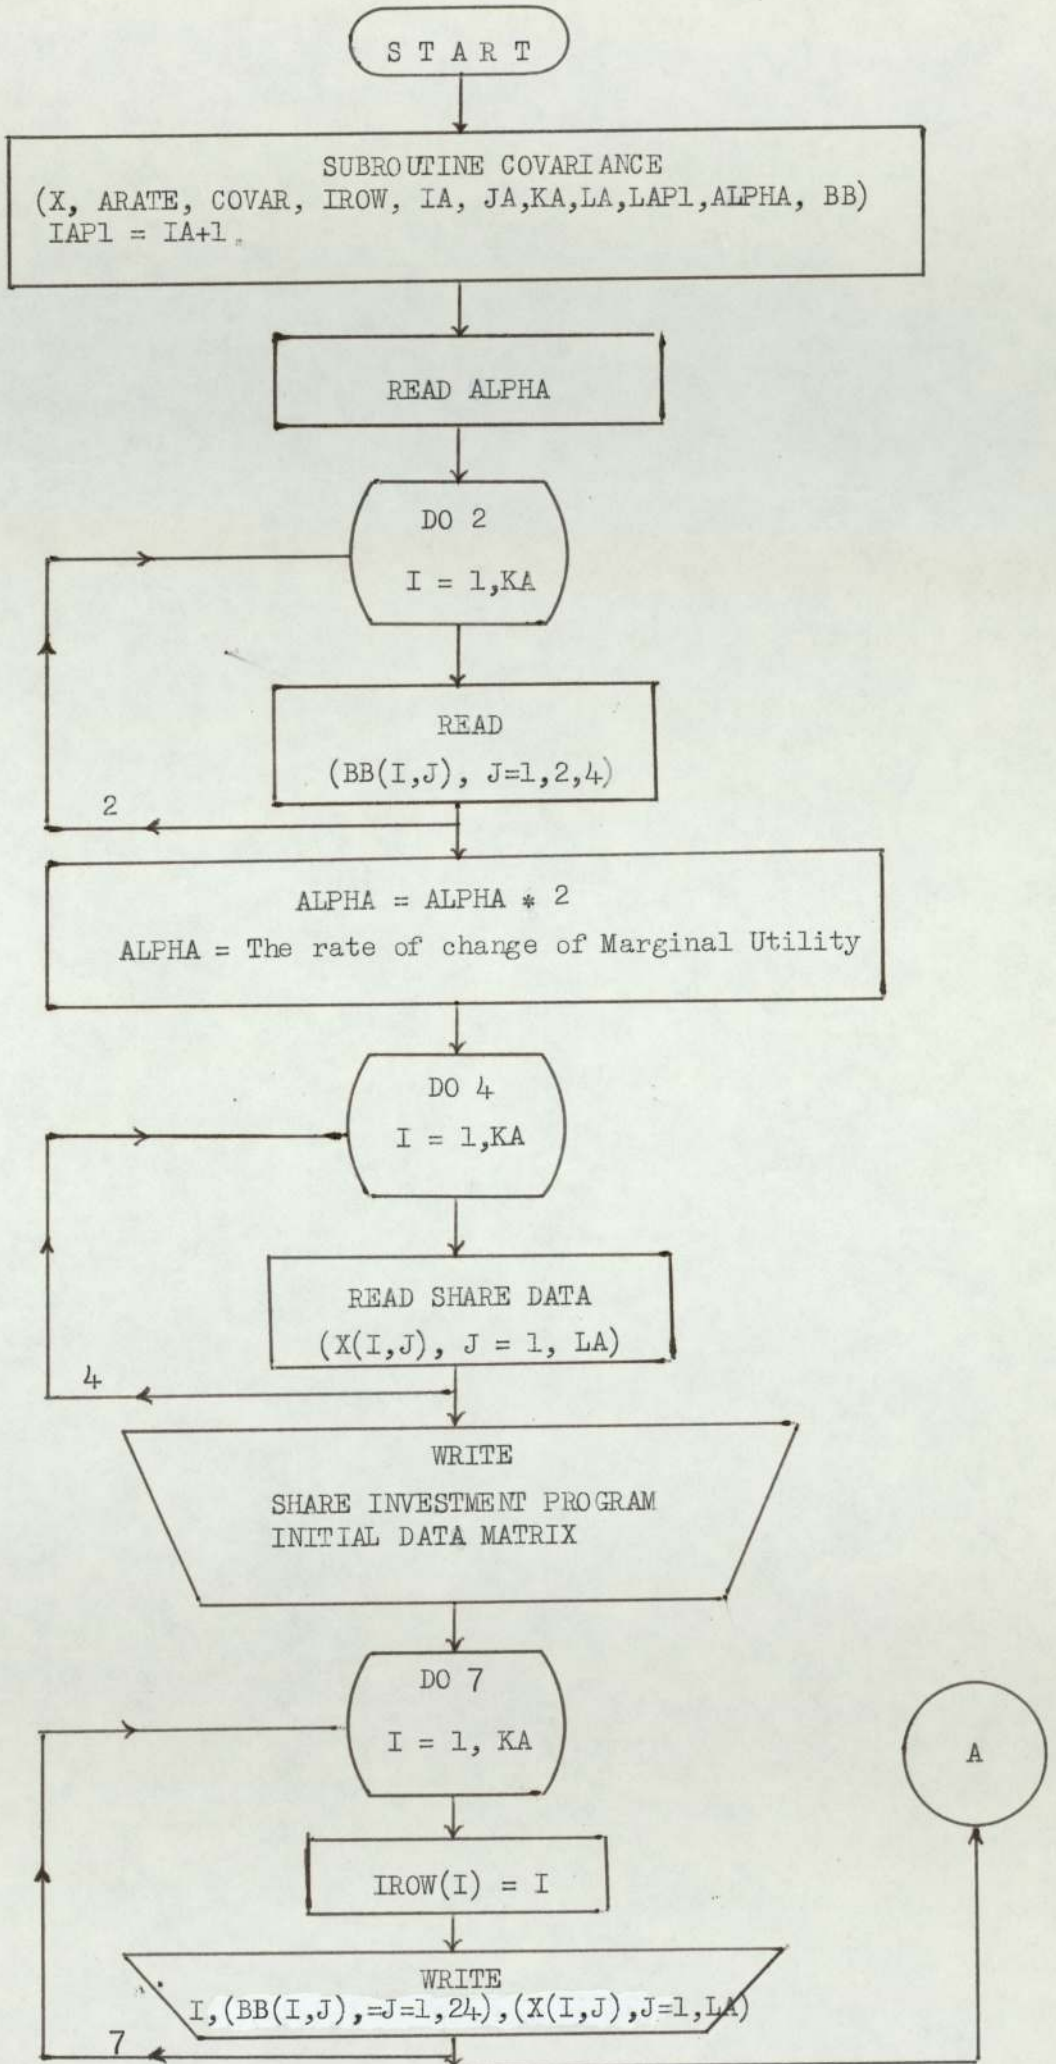 S T A R T
SUBROUTINE COVARIANCE
(X, ARATE, COVAR, IROW, IA, JA,KA,LA,LAP1,ALPHA, BB)
IAP1 = IA+1.
READ ALPHA
DO 2
I = 1,KA
READ
(BB(I,J), J=1,2,4)
2
ALPHA = ALPHA * 2
ALPHA = The rate of change of Marginal Utility
DO 4
I = 1,KA
READ SHARE DATA
(X(I,J), J = 1, LA)
4
WRITE
SHARE INVESTMENT PROGRAM
INITIAL DATA MATRIX
DO 7
I = 1, KA
A
IROW(I) = I
WRITE
I,(BB(I,J),=J=1,24),(X(I,J),J=1,LA)
7